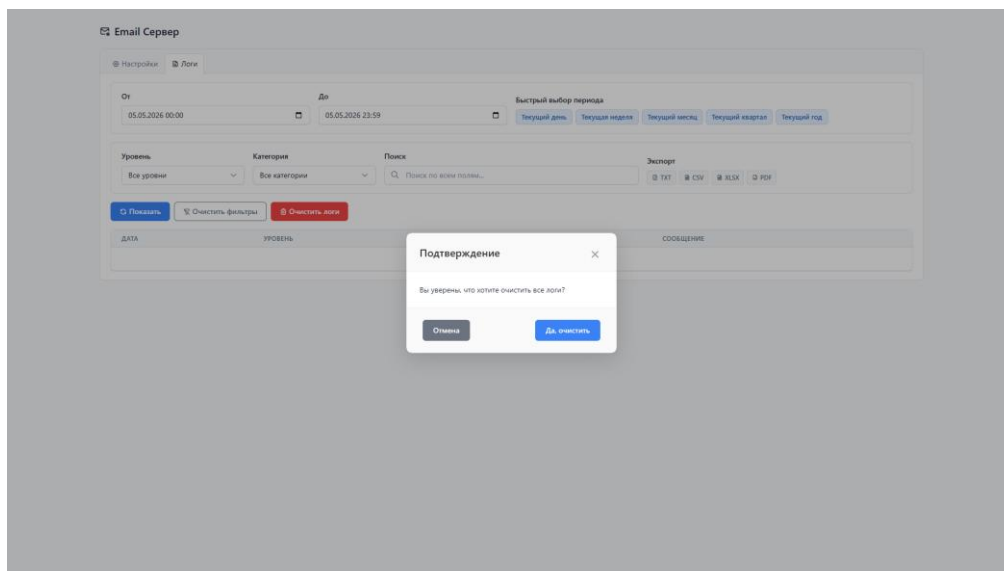 Email Сервер
Настройки Логи
От До Быстрый выбор периода
05.05.2026 00:00 05.05.2026 23:59 Текущий день Текущая неделя Текущий месяц Текущий квартал Текущий год
Уровень Категория Поиск Экспорт
Все уровни Все категории Поиск по всем полям... TXT CSV XLSX PDF
Показать Очистить фильтры Очистить логи
ДАТА УРОВЕНЬ СООБЩЕНИЕ
Подтверждение
Вы уверены, что хотите очистить все логи?
Отмена Да, очистить